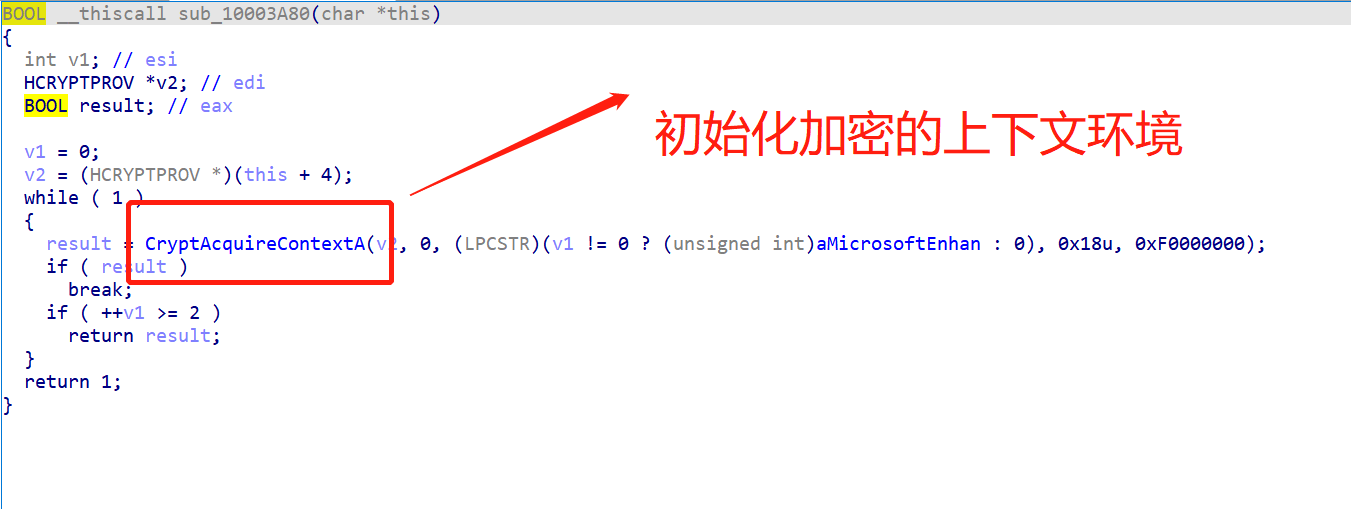 BOOL __thiscall sub_10003A80(char *this)
{
int v1; // esi
HCRYPTPROV *v2; // edi
BOOL result; // eax
v1 = 0;
v2 = (HCRYPTPROV *)(this + 4);
while ( 1 )
{
result = CryptAcquireContextA(v2, 0, (LPCSTR)(v1 != 0 ? (unsigned int)aMicrosoftEnhan : 0), 0x18u, 0xF0000000);
if ( result )
break;
if ( ++v1 >= 2 )
return result;
}
return 1;
}
初始化加密的上下文环境